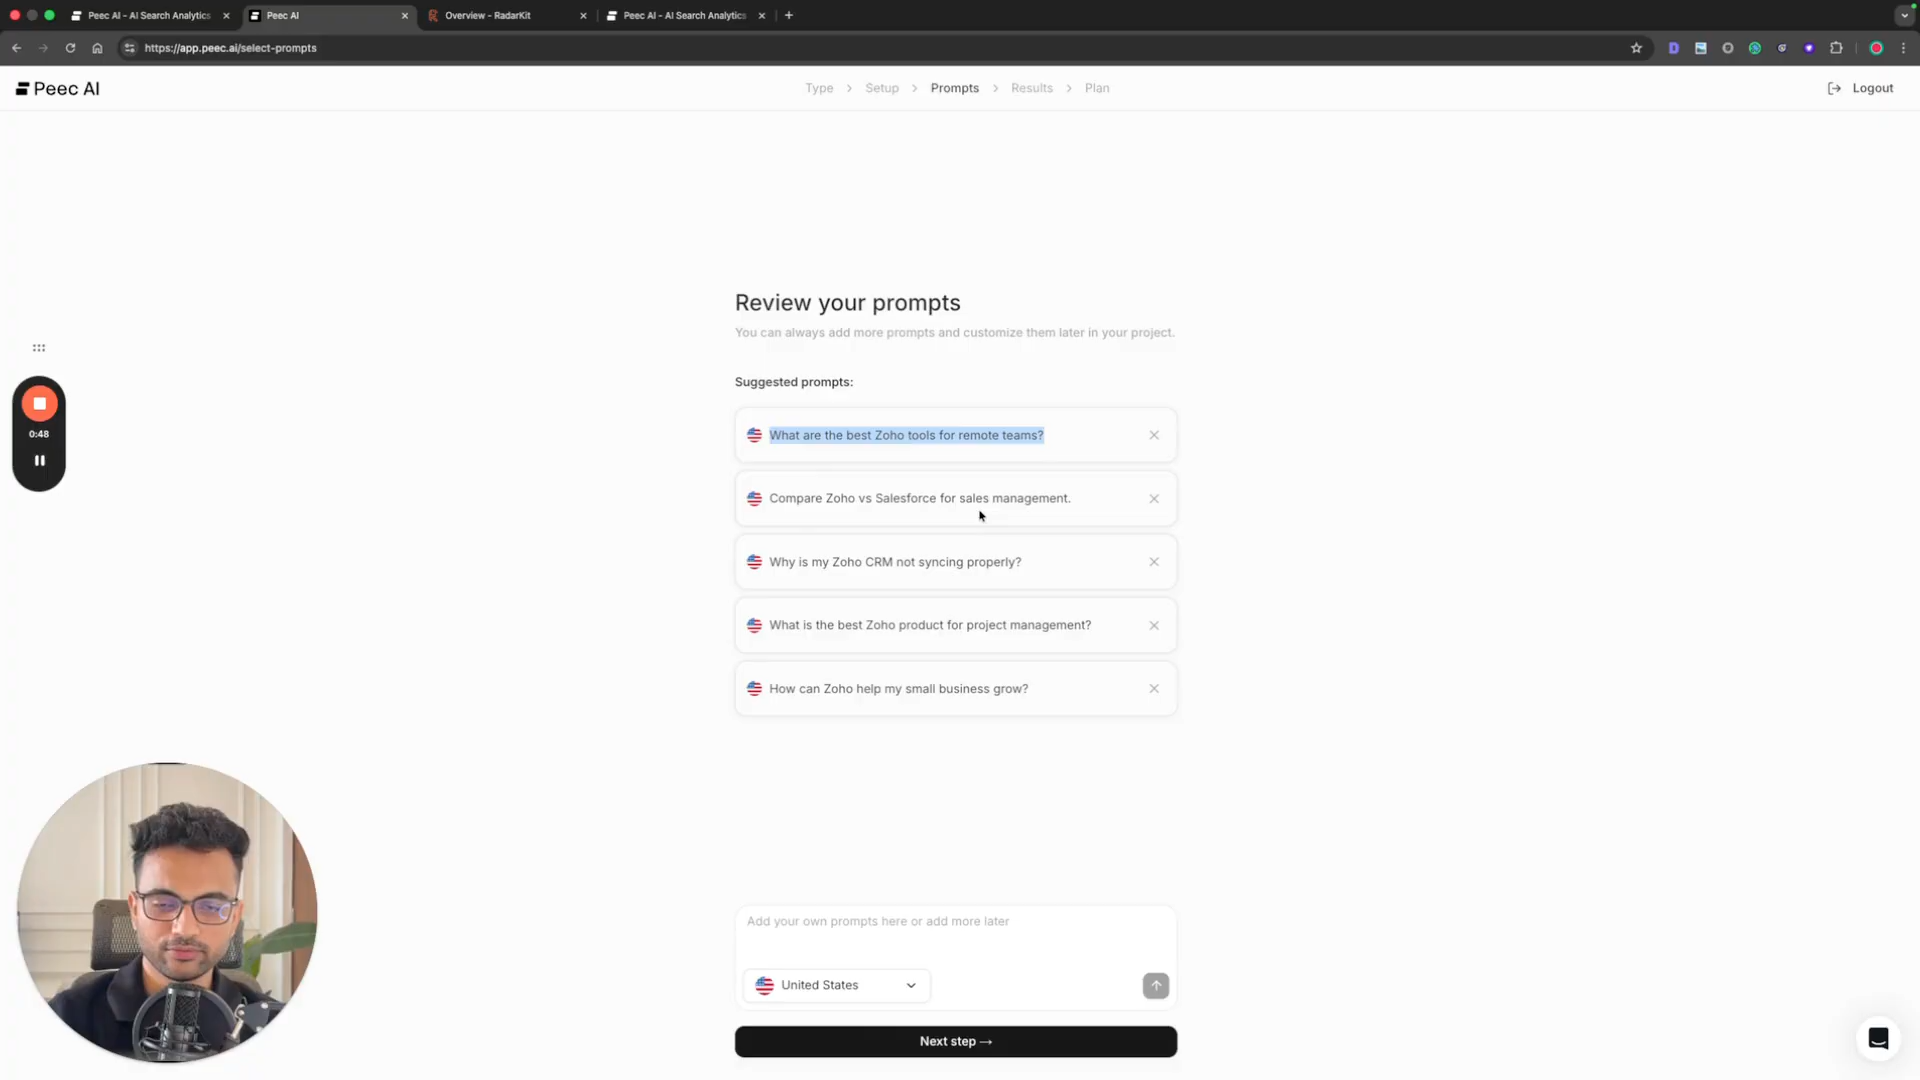 Peec AI - AI Search Analytics
Peec AI
Overview - RadarKit
Peec AI - AI Search Analytics
https://app.peec.ai/select-prompts
Peec AI
Type
Setup
Prompts
Results
Plan
Logout
Review your prompts
You can always add more prompts and customize them later in your project.
Suggested prompts:
What are the best Zoho tools for remote teams?
Compare Zoho vs Salesforce for sales management.
Why is my Zoho CRM not syncing properly?
What is the best Zoho product for project management?
How can Zoho help my small business grow?
0:48
Add your own prompts here or add more later
United States
Next step →